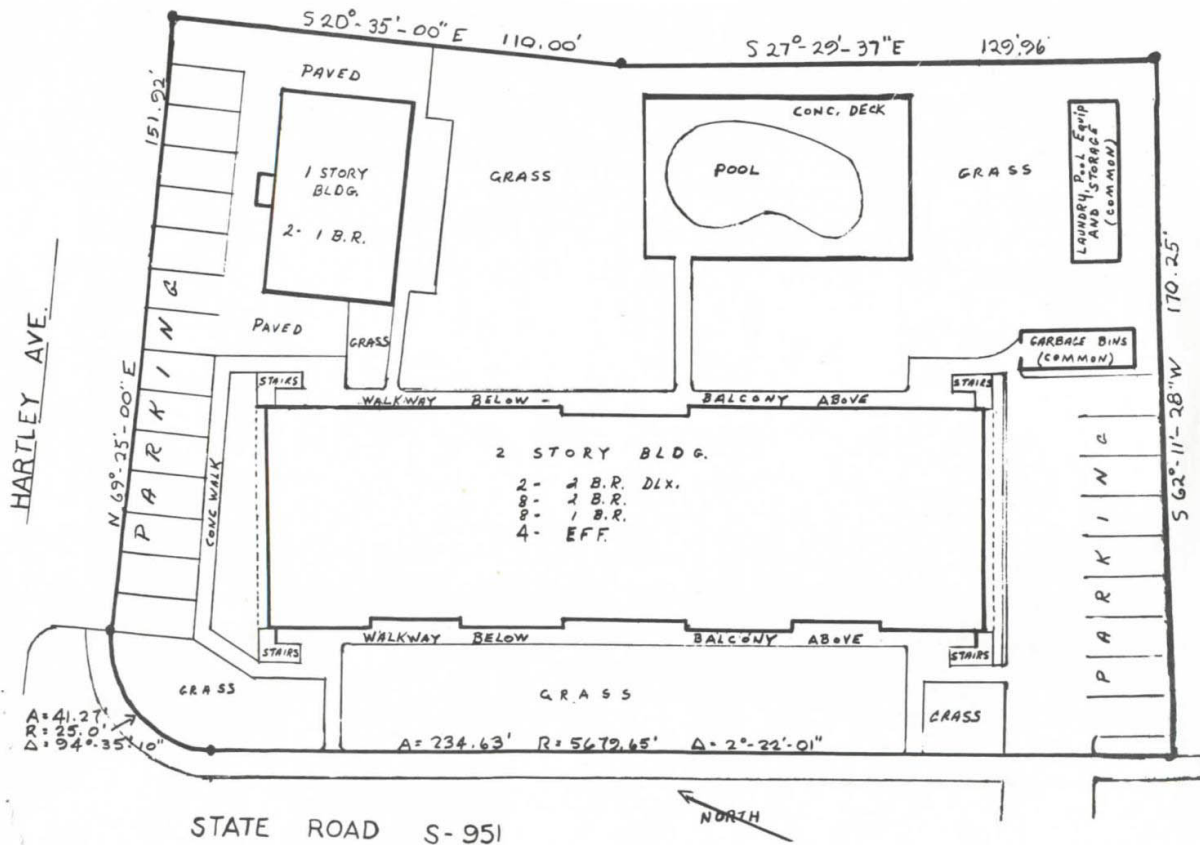 S 20°-35'-00" E 110.00'
S 27°-29'-37"E 129.96'
151.92'
PAVED
CONC. DECK
1 STORY
BLDG.
2- 1 B.R.
GRASS
POOL
GRASS
LAUNDRY, Pool Equip
AND STORAGE
(COMMON)
HARTLEY AVE.
N 69°-25'-00" E
PARKING
PAVED
GRASS
170.25'
S 62°-11'-28"W
GARBAGE BINS
(COMMON)
STAIRS
WALKWAY BELOW - BALCONY ABOVE
STAIRS
CONC WALK
2 STORY BLDG.
2- 2 B.R. DLX.
8- 2 B.R.
8- 1 B.R.
4- EFF.
PARKING
STAIRS
WALKWAY BELOW BALCONY ABOVE
STAIRS
GRASS
GRASS
GRASS
A=41.27'
R=25.0'
Δ=94°-35'-10"
A=234.63' R=5679.65' Δ=2°-22'-01"
NORTH
STATE ROAD S-951